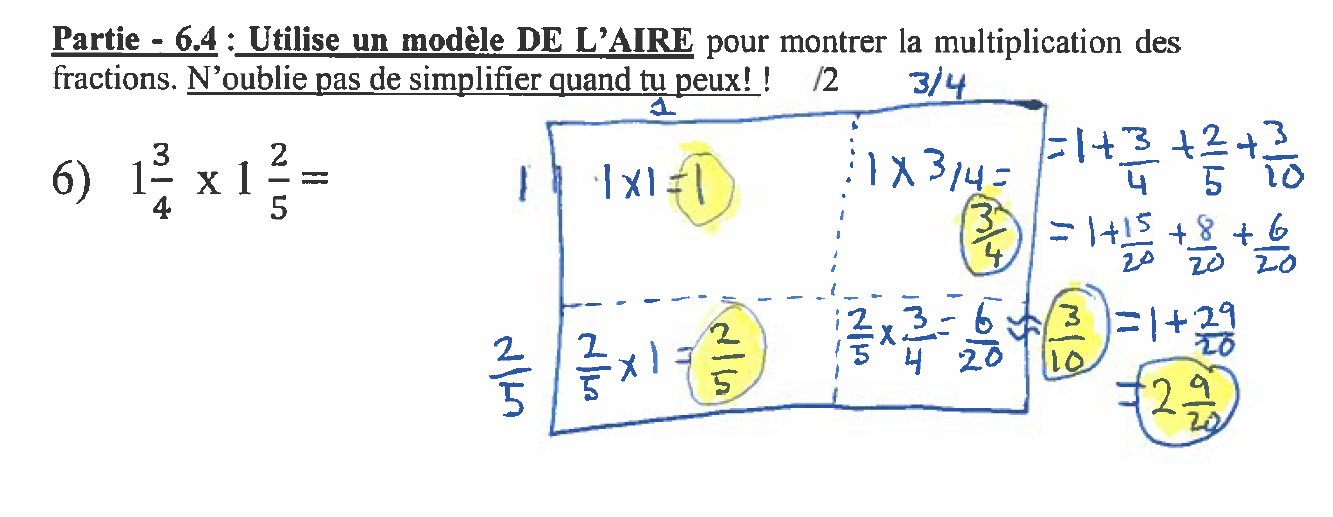 Partie - 6.4 : Utilise un modèle DE L'AIRE pour montrer la multiplication des
fractions. N'oublie pas de simplifier quand tu peux! ! /2
3/4
1
6) 1 3/4 x 1 2/5 =
1
1x1=1
1 x 3/4=
3/4
=1+3/4+2/5+3/10
=1+15/20+8/20+6/20
2/5
2/5 x 1 = 2/5
2/5 x 3/4 = 6/20 ≈ 3/10
=1+29/20
=2 9/20